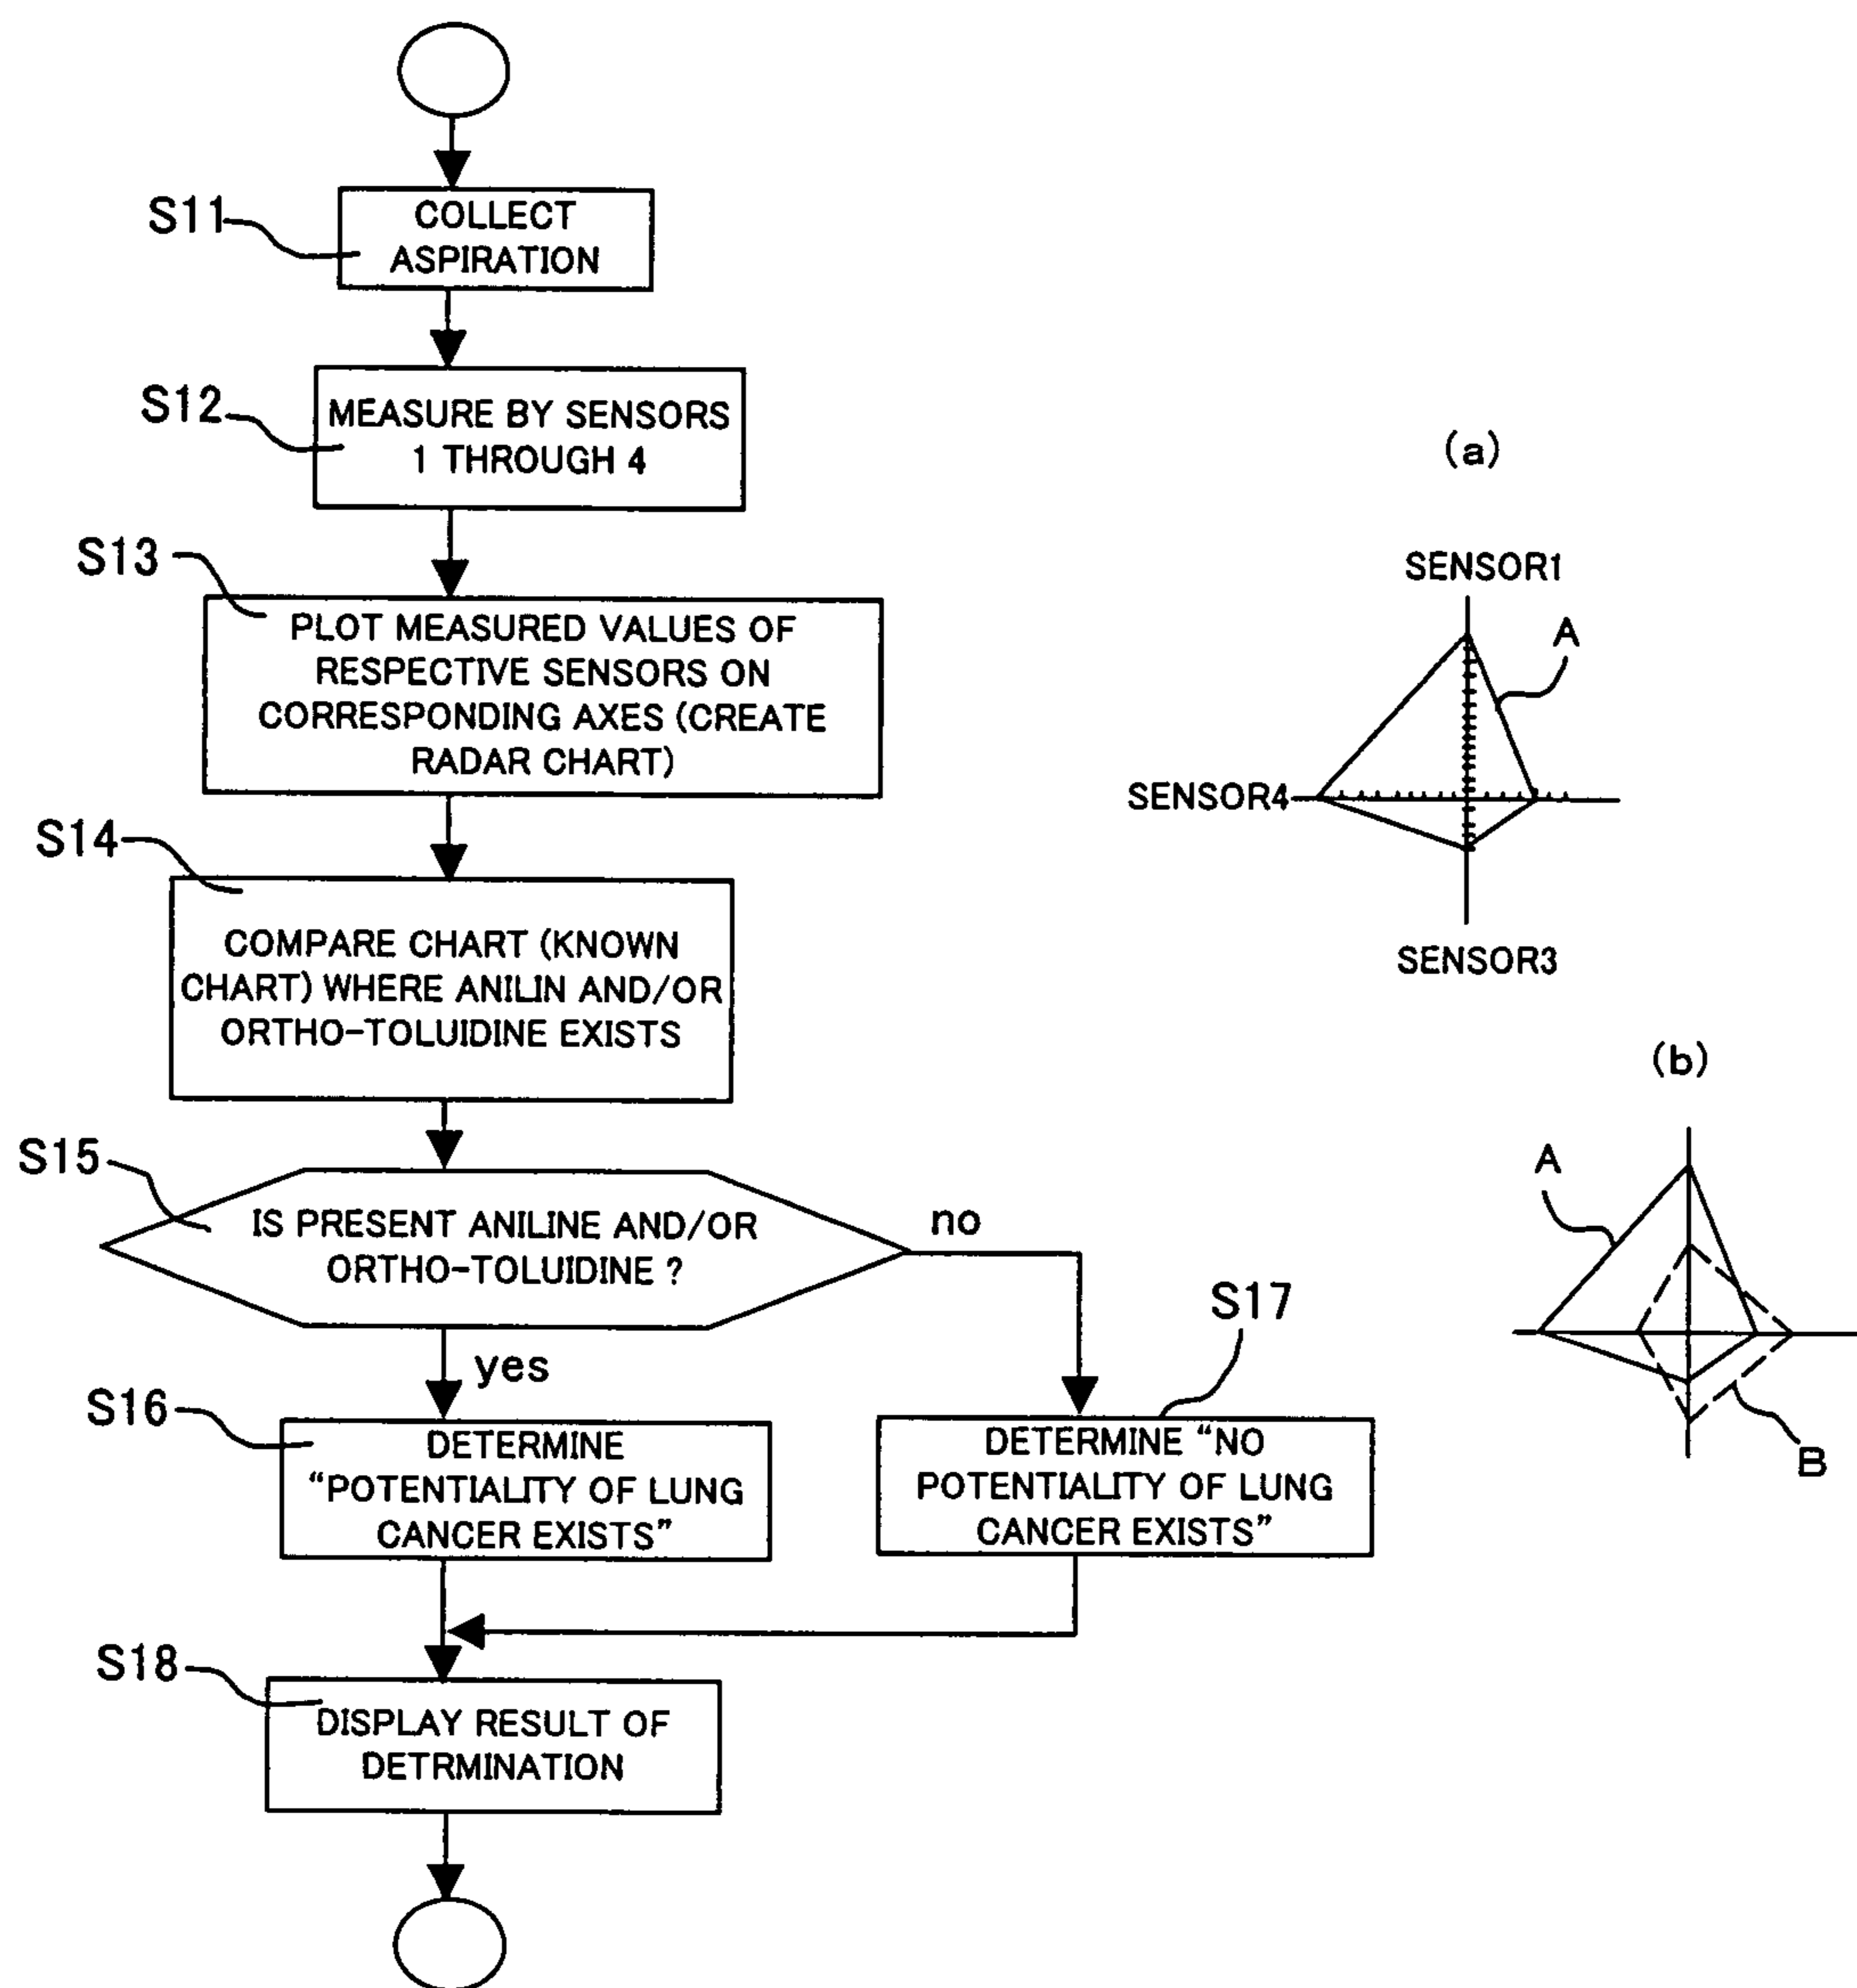 S11
COLLECT
ASPIRATION
S12
MEASURE BY SENSORS
1 THROUGH 4
S13
PLOT MEASURED VALUES OF
RESPECTIVE SENSORS ON
CORRESPONDING AXES (CREATE
RADAR CHART)
S14
COMPARE CHART (KNOWN
CHART) WHERE ANILIN AND/OR
ORTHO-TOLUIDINE EXISTS
S15
IS PRESENT ANILINE AND/OR
ORTHO-TOLUIDINE ?
no
yes
S16
DETERMINE
“POTENTIALITY OF LUNG
CANCER EXISTS”
S17
DETERMINE “NO
POTENTIALITY OF LUNG
CANCER EXISTS”
S18
DISPLAY RESULT OF
DETRMINATION
(a)
SENSOR1
A
SENSOR4
SENSOR3
(b)
A
B